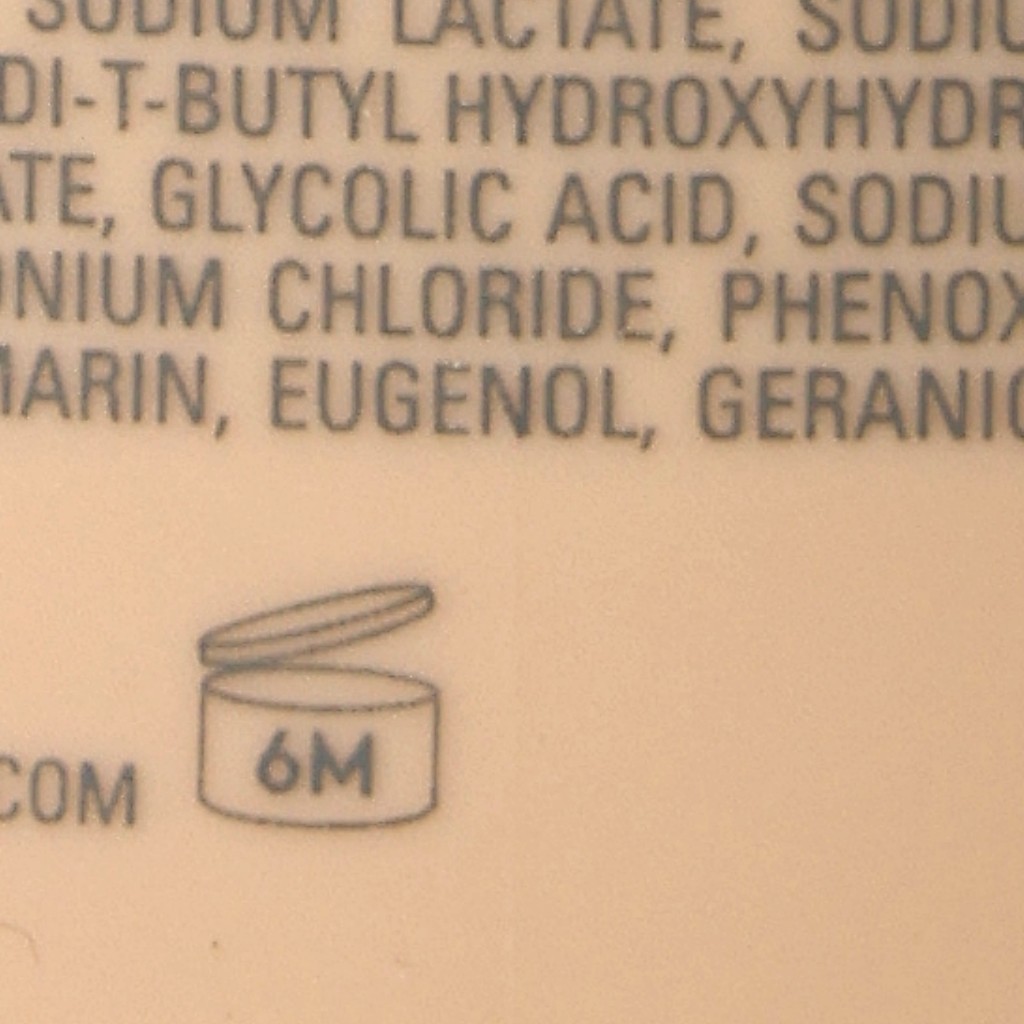 SODIUM LACTATE, SODIU
DI-T-BUTYL HYDROXYHYDR
ATE, GLYCOLIC ACID, SODIU
ONIUM CHLORIDE, PHENOX
MARIN, EUGENOL, GERANIO
COM
6M